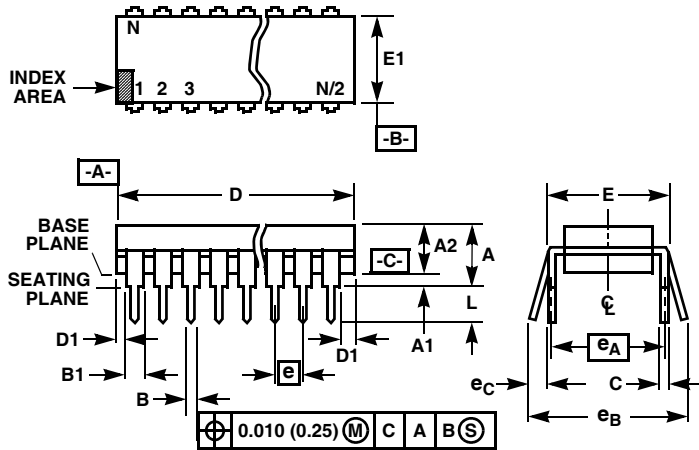 N
E1
INDEX
AREA
1 2 3 N/2
-B-
-A-
D
E
BASE
PLANE
A2
A
-C-
SEATING
PLANE
L
C
L
D1
A1
D1
e
eA
B1
eC
C
B
eB
0.010 (0.25) M C A B S